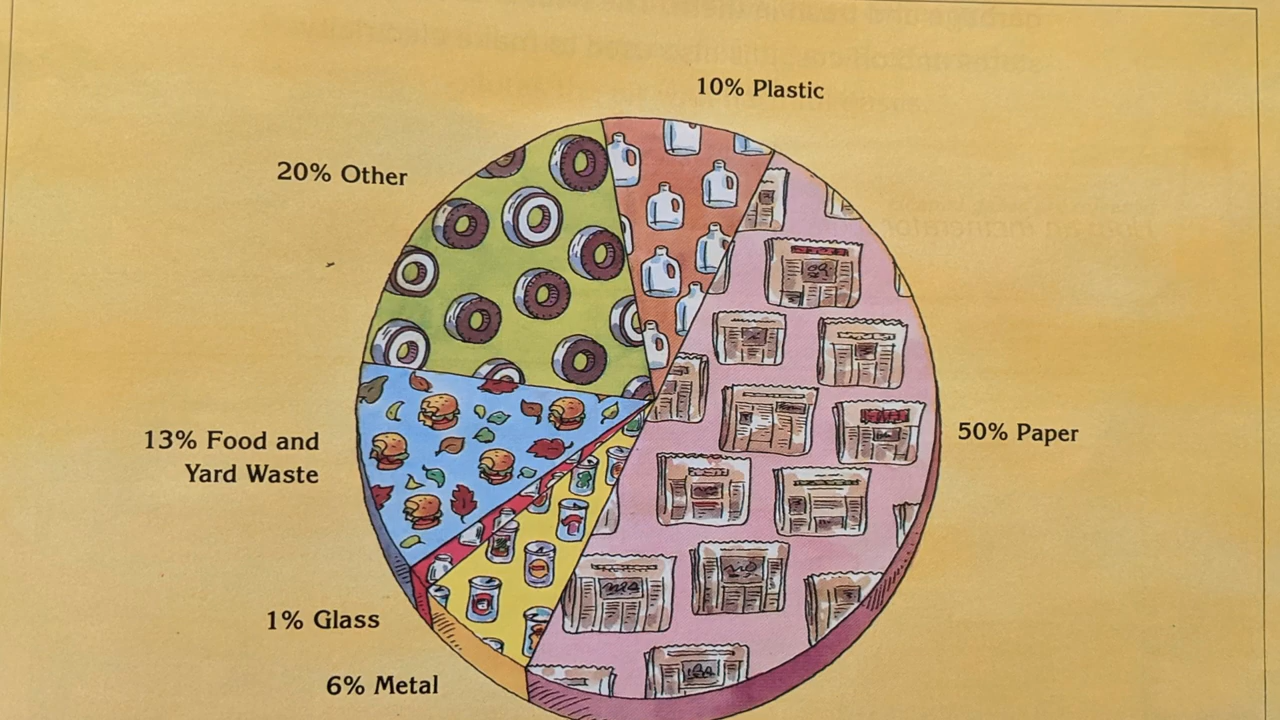 10% Plastic
20% Other
50% Paper
13% Food and
Yard Waste
1% Glass
6% Metal